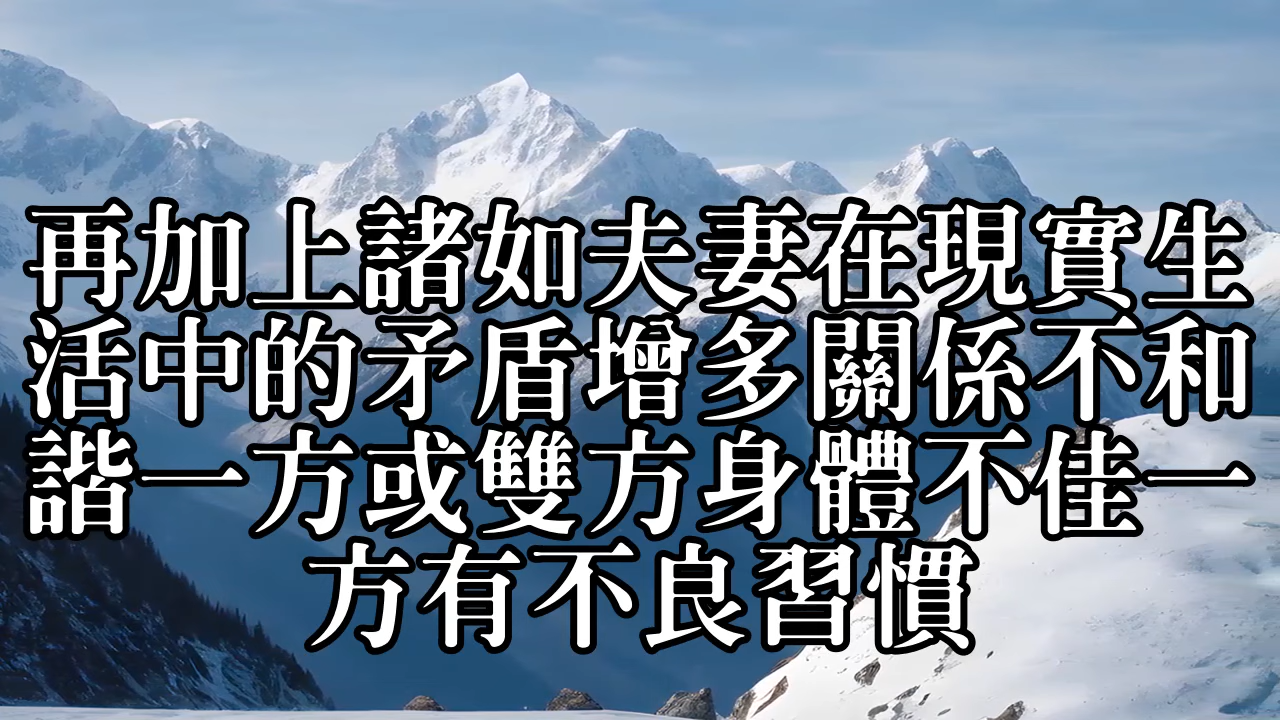 再加上諸如夫妻在現實生
活中的矛盾增多關係不和
諧一方或雙方身體不佳一
方有不良習慣